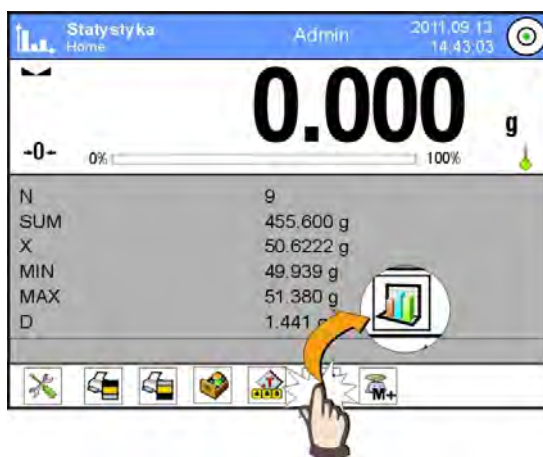 Statystyka Admin 2011.09.13
Home 14.43.03
0.000 g
→0← 0% 100%
N 9
SUM 455.600 g
X 50.6222 g
MIN 49.939 g
MAX 51.380 g
D 1.441
M+